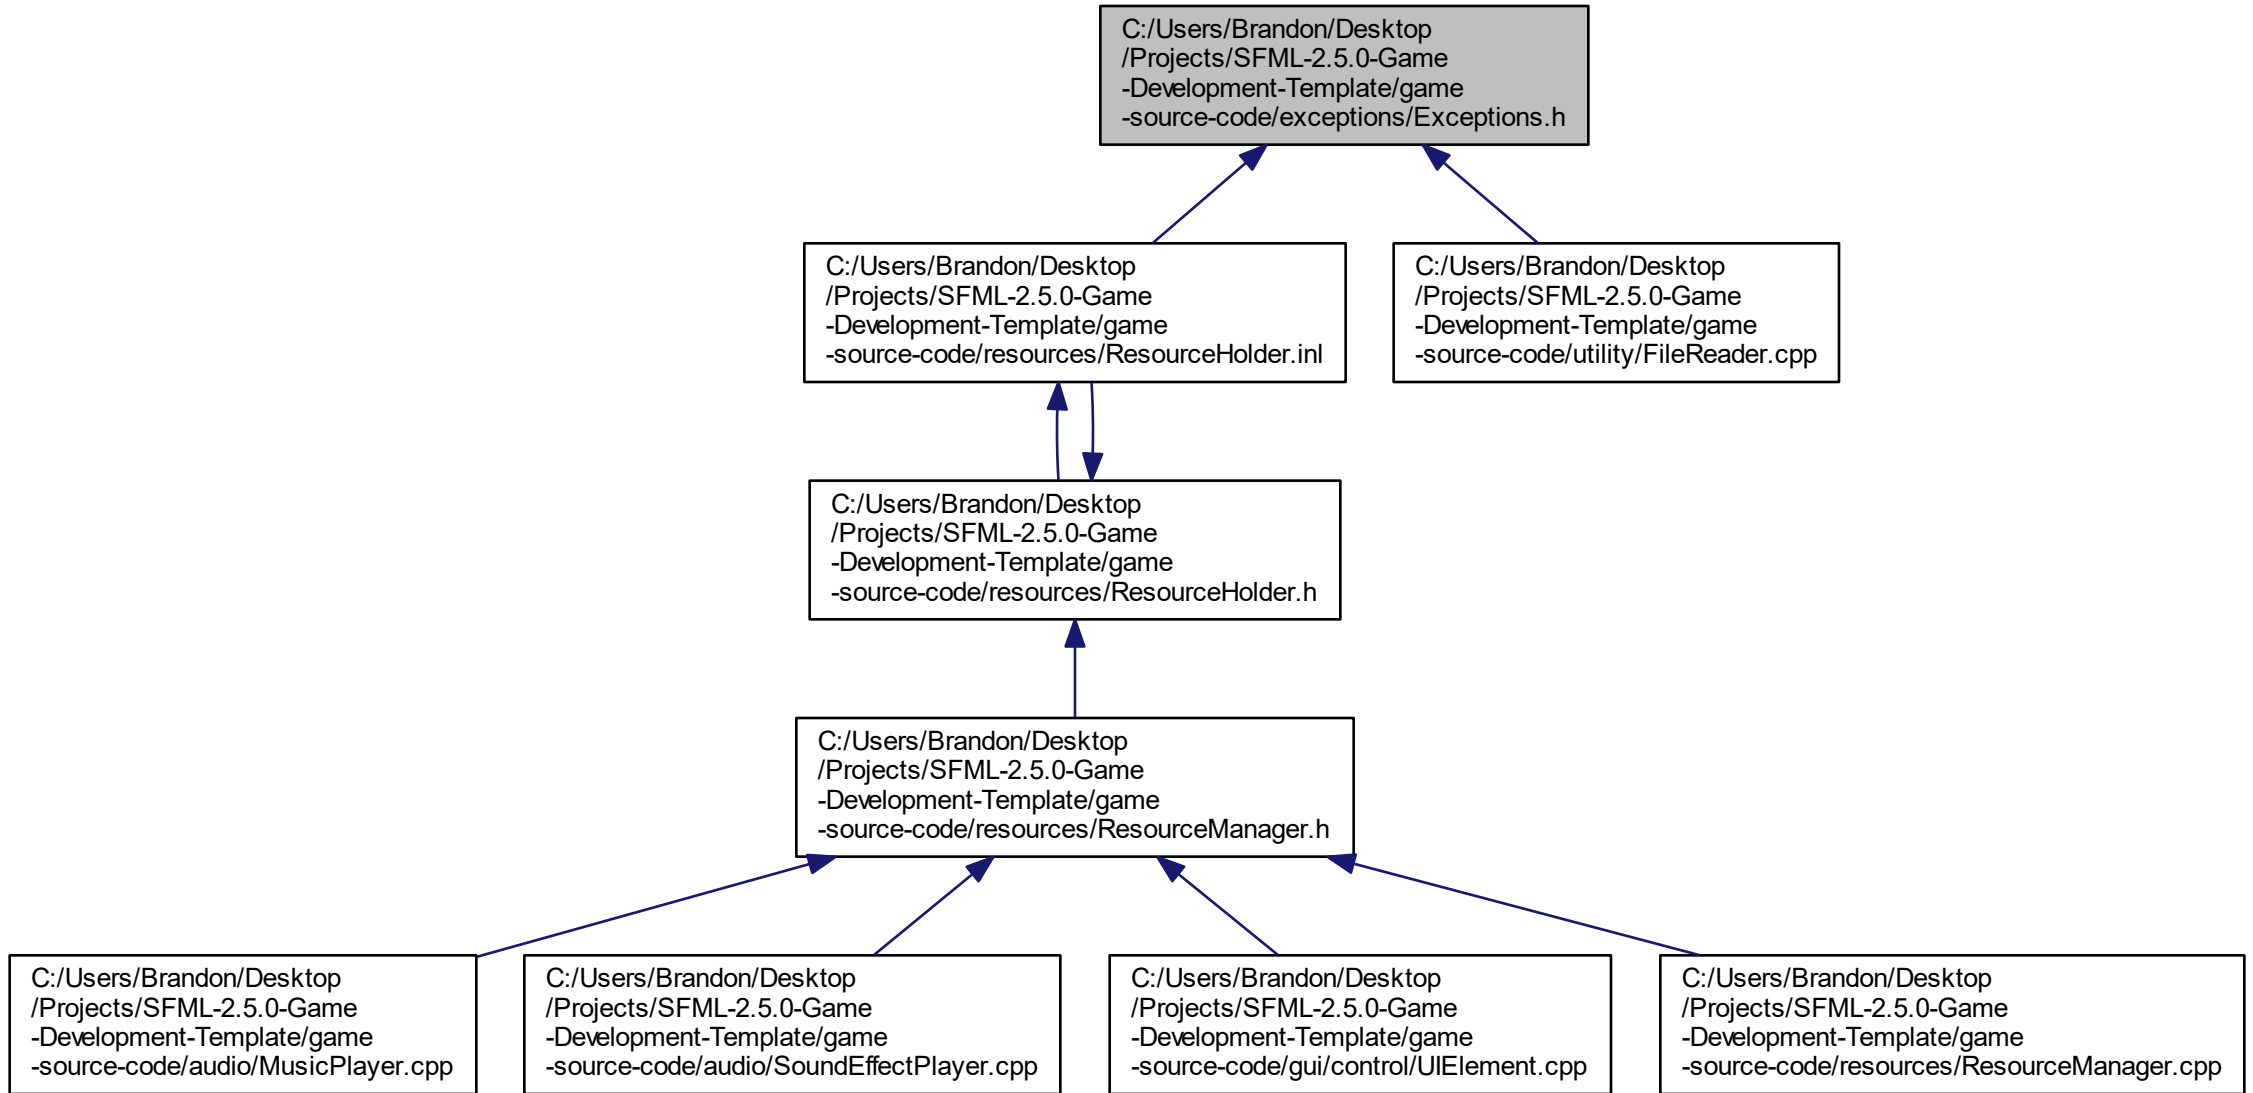 C:/Users/Brandon/Desktop
/Projects/SFML-2.5.0-Game
-Development-Template/game
-source-code/exceptions/Exceptions.h
C:/Users/Brandon/Desktop
/Projects/SFML-2.5.0-Game
-Development-Template/game
-source-code/resources/ResourceHolder.inl
C:/Users/Brandon/Desktop
/Projects/SFML-2.5.0-Game
-Development-Template/game
-source-code/utility/FileReader.cpp
C:/Users/Brandon/Desktop
/Projects/SFML-2.5.0-Game
-Development-Template/game
-source-code/resources/ResourceHolder.h
C:/Users/Brandon/Desktop
/Projects/SFML-2.5.0-Game
-Development-Template/game
-source-code/resources/ResourceManager.h
C:/Users/Brandon/Desktop
/Projects/SFML-2.5.0-Game
-Development-Template/game
-source-code/audio/MusicPlayer.cpp
C:/Users/Brandon/Desktop
/Projects/SFML-2.5.0-Game
-Development-Template/game
-source-code/audio/SoundEffectPlayer.cpp
C:/Users/Brandon/Desktop
/Projects/SFML-2.5.0-Game
-Development-Template/game
-source-code/gui/control/UIElement.cpp
C:/Users/Brandon/Desktop
/Projects/SFML-2.5.0-Game
-Development-Template/game
-source-code/resources/ResourceManager.cpp